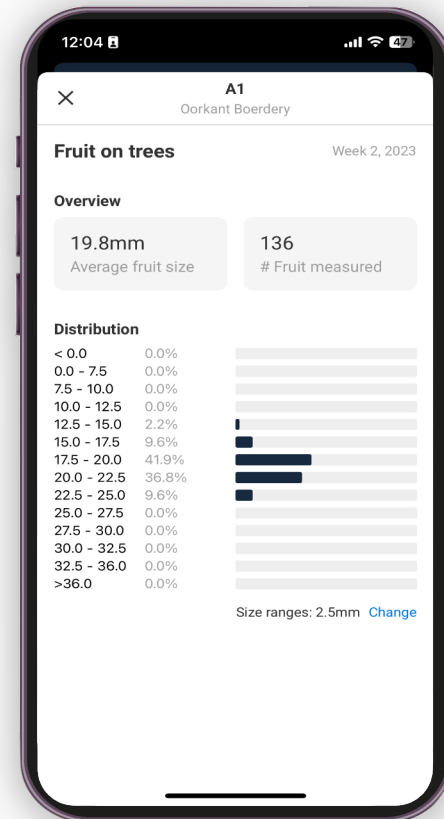 12:04
47
A1
Oorkant Boerdery
Fruit on trees Week 2, 2023
Overview
19.8mm 136
Average fruit size # Fruit measured
Distribution
< 0.0 0.0%
0.0 - 7.5 0.0%
7.5 - 10.0 0.0%
10.0 - 12.5 0.0%
12.5 - 15.0 2.2%
15.0 - 17.5 9.6%
17.5 - 20.0 41.9%
20.0 - 22.5 36.8%
22.5 - 25.0 9.6%
25.0 - 27.5 0.0%
27.5 - 30.0 0.0%
30.0 - 32.5 0.0%
32.5 - 36.0 0.0%
>36.0 0.0%
Size ranges: 2.5mm Change